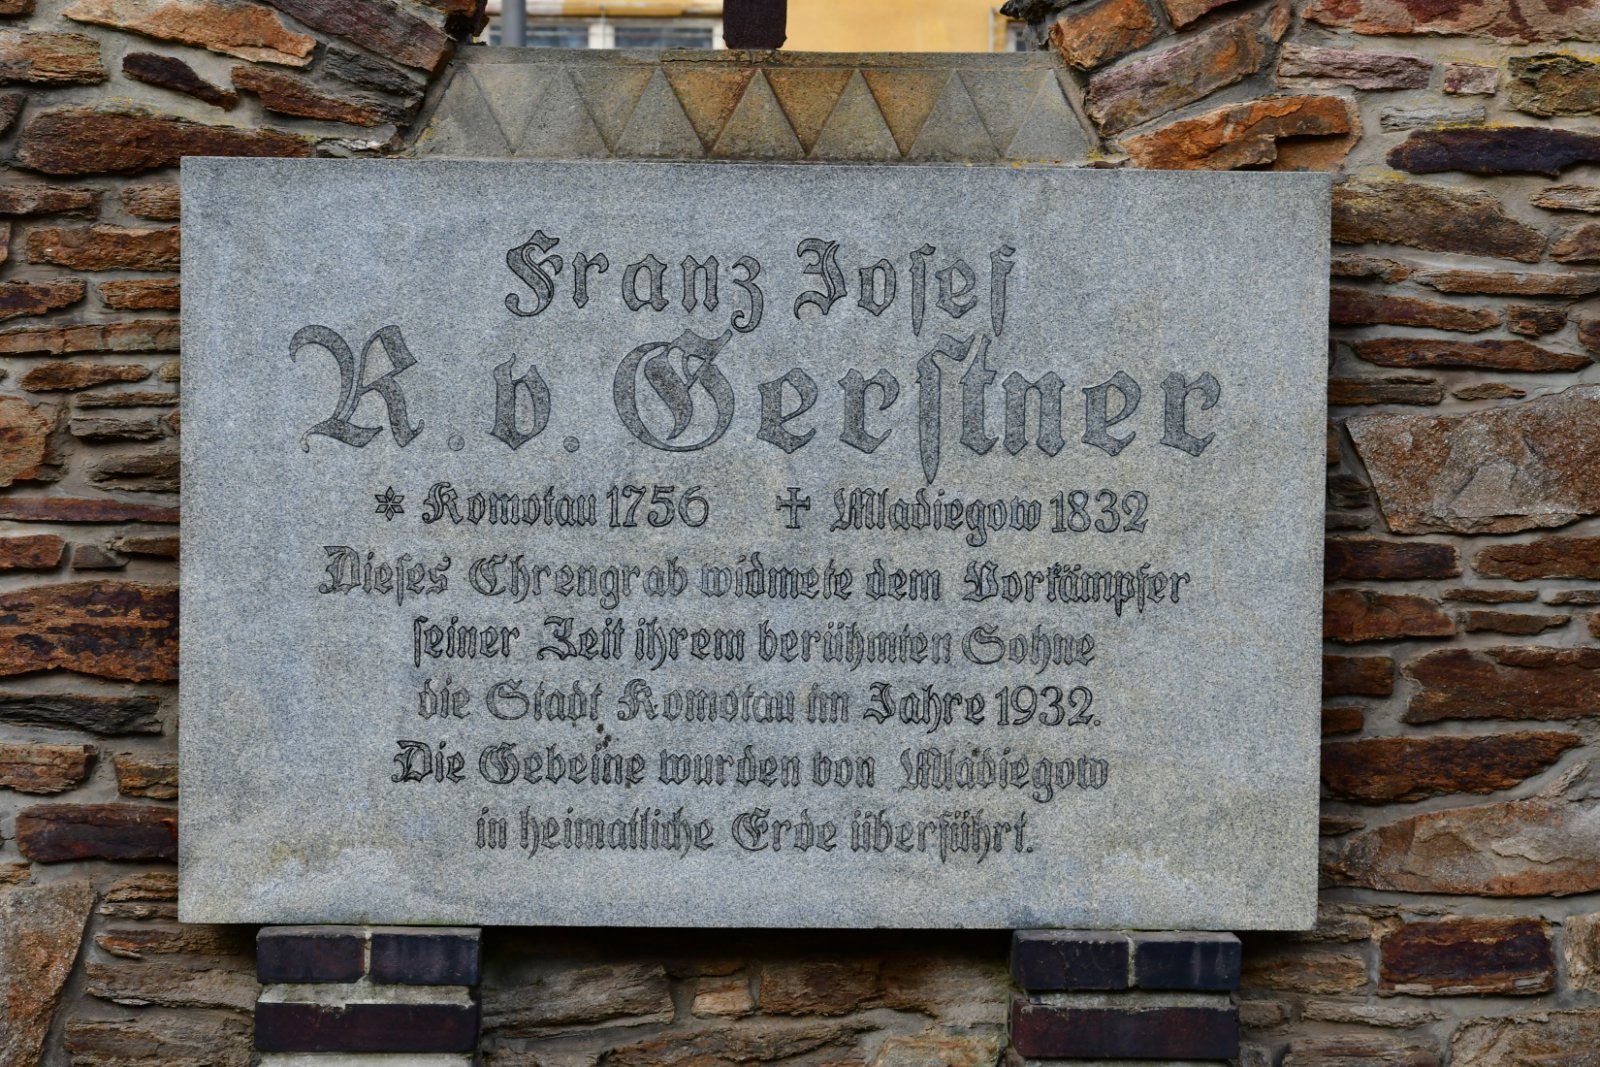 Franz Josef
R. v. Gerstner
* Komotau 1756 ✝ Mladiegow 1832
Dieses Ehrengrab widmete dem Vorkämpfer
seiner Zeit ihrem berühmten Sohne
die Stadt Komotau im Jahre 1932.
Die Gebeine wurden von Mladiegow
in heimatliche Erde überführt.